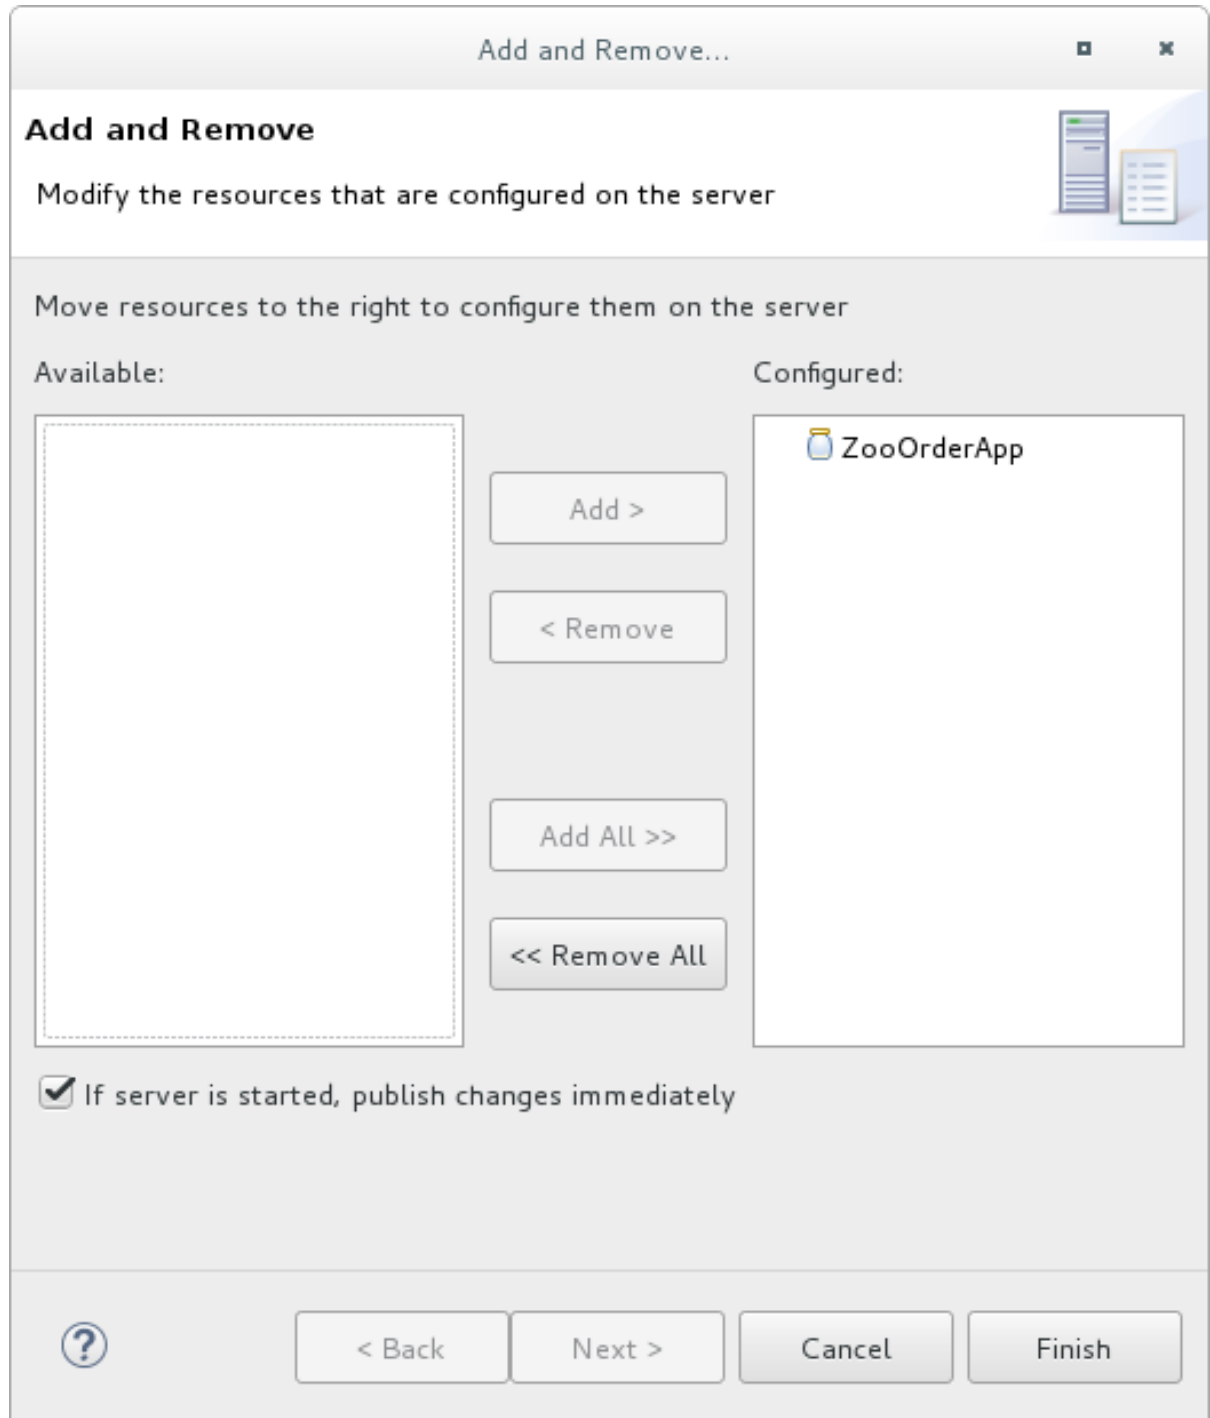 Add and Remove...
Add and Remove
Modify the resources that are configured on the server
Move resources to the right to configure them on the server
Available:
Configured:
ZooOrderApp
Add >
< Remove
Add All >>
<< Remove All
If server is started, publish changes immediately
?
< Back
Next >
Cancel
Finish